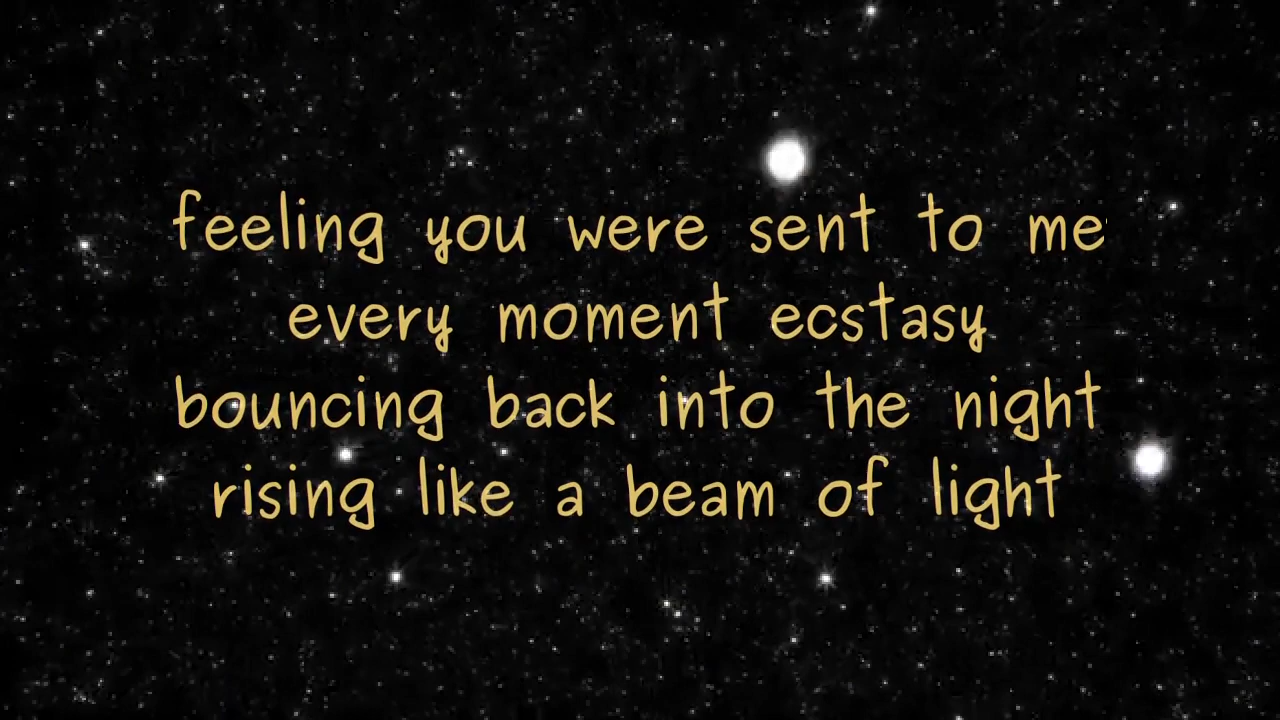 feeling you were sent to me
every moment ecstasy
bouncing back into the night
rising like a beam of light